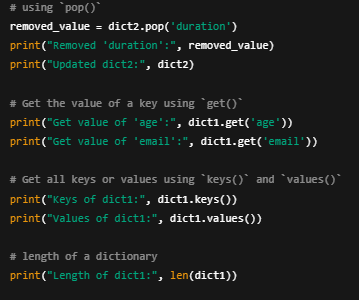 # using `pop()`
removed_value = dict2.pop('duration')
print("Removed 'duration':", removed_value)
print("Updated dict2:", dict2)

# Get the value of a key using `get()`
print("Get value of 'age':", dict1.get('age'))
print("Get value of 'email':", dict1.get('email'))

# Get all keys or values using `keys()` and `values()`
print("Keys of dict1:", dict1.keys())
print("Values of dict1:", dict1.values())

# length of a dictionary
print("Length of dict1:", len(dict1))